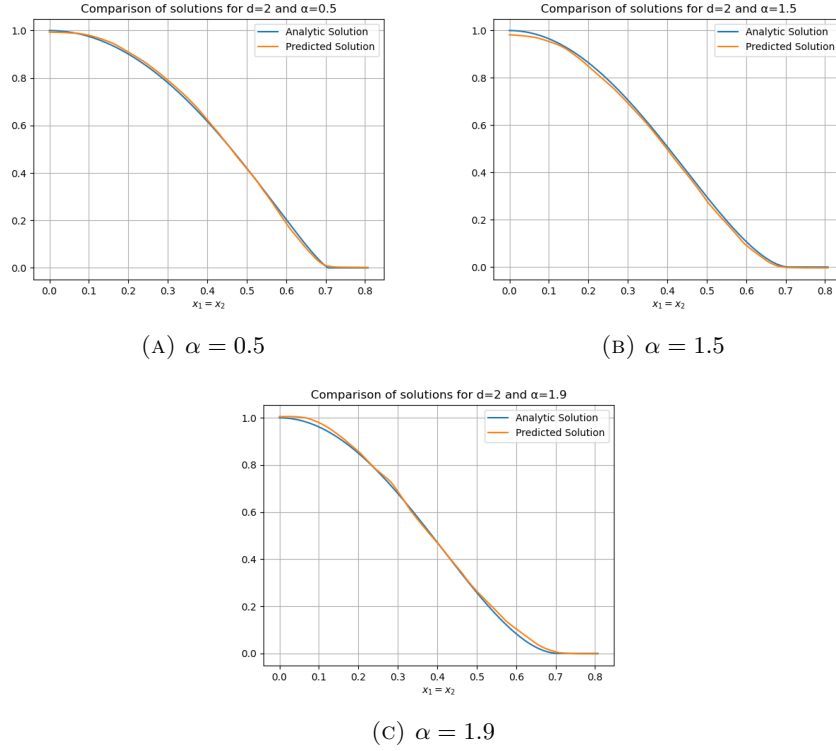 Comparison of solutions for d=2 and α=0.5
Analytic Solution
Predicted Solution
1.0
0.8
0.6
0.4
0.2
0.0
0.0 0.1 0.2 0.3 0.4 0.5 0.6 0.7 0.8
x₁ = x₂
(A) α = 0.5
Comparison of solutions for d=2 and α=1.5
Analytic Solution
Predicted Solution
1.0
0.8
0.6
0.4
0.2
0.0
0.0 0.1 0.2 0.3 0.4 0.5 0.6 0.7 0.8
x₁ = x₂
(B) α = 1.5
Comparison of solutions for d=2 and α=1.9
Analytic Solution
Predicted Solution
1.0
0.8
0.6
0.4
0.2
0.0
0.0 0.1 0.2 0.3 0.4 0.5 0.6 0.7 0.8
x₁ = x₂
(C) α = 1.9